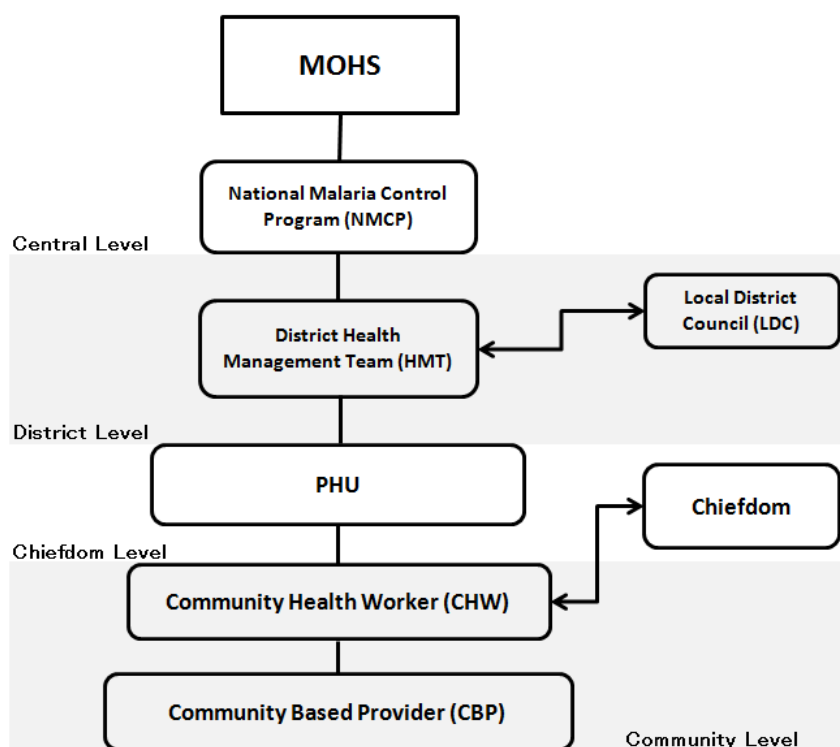 MOHS
National Malaria Control
Program (NMCP)
Central Level
Local District
Council (LDC)
District Health
Management Team (HMT)
District Level
PHU
Chiefdom
Chiefdom Level
Community Health Worker (CHW)
Community Based Provider (CBP)
Community Level